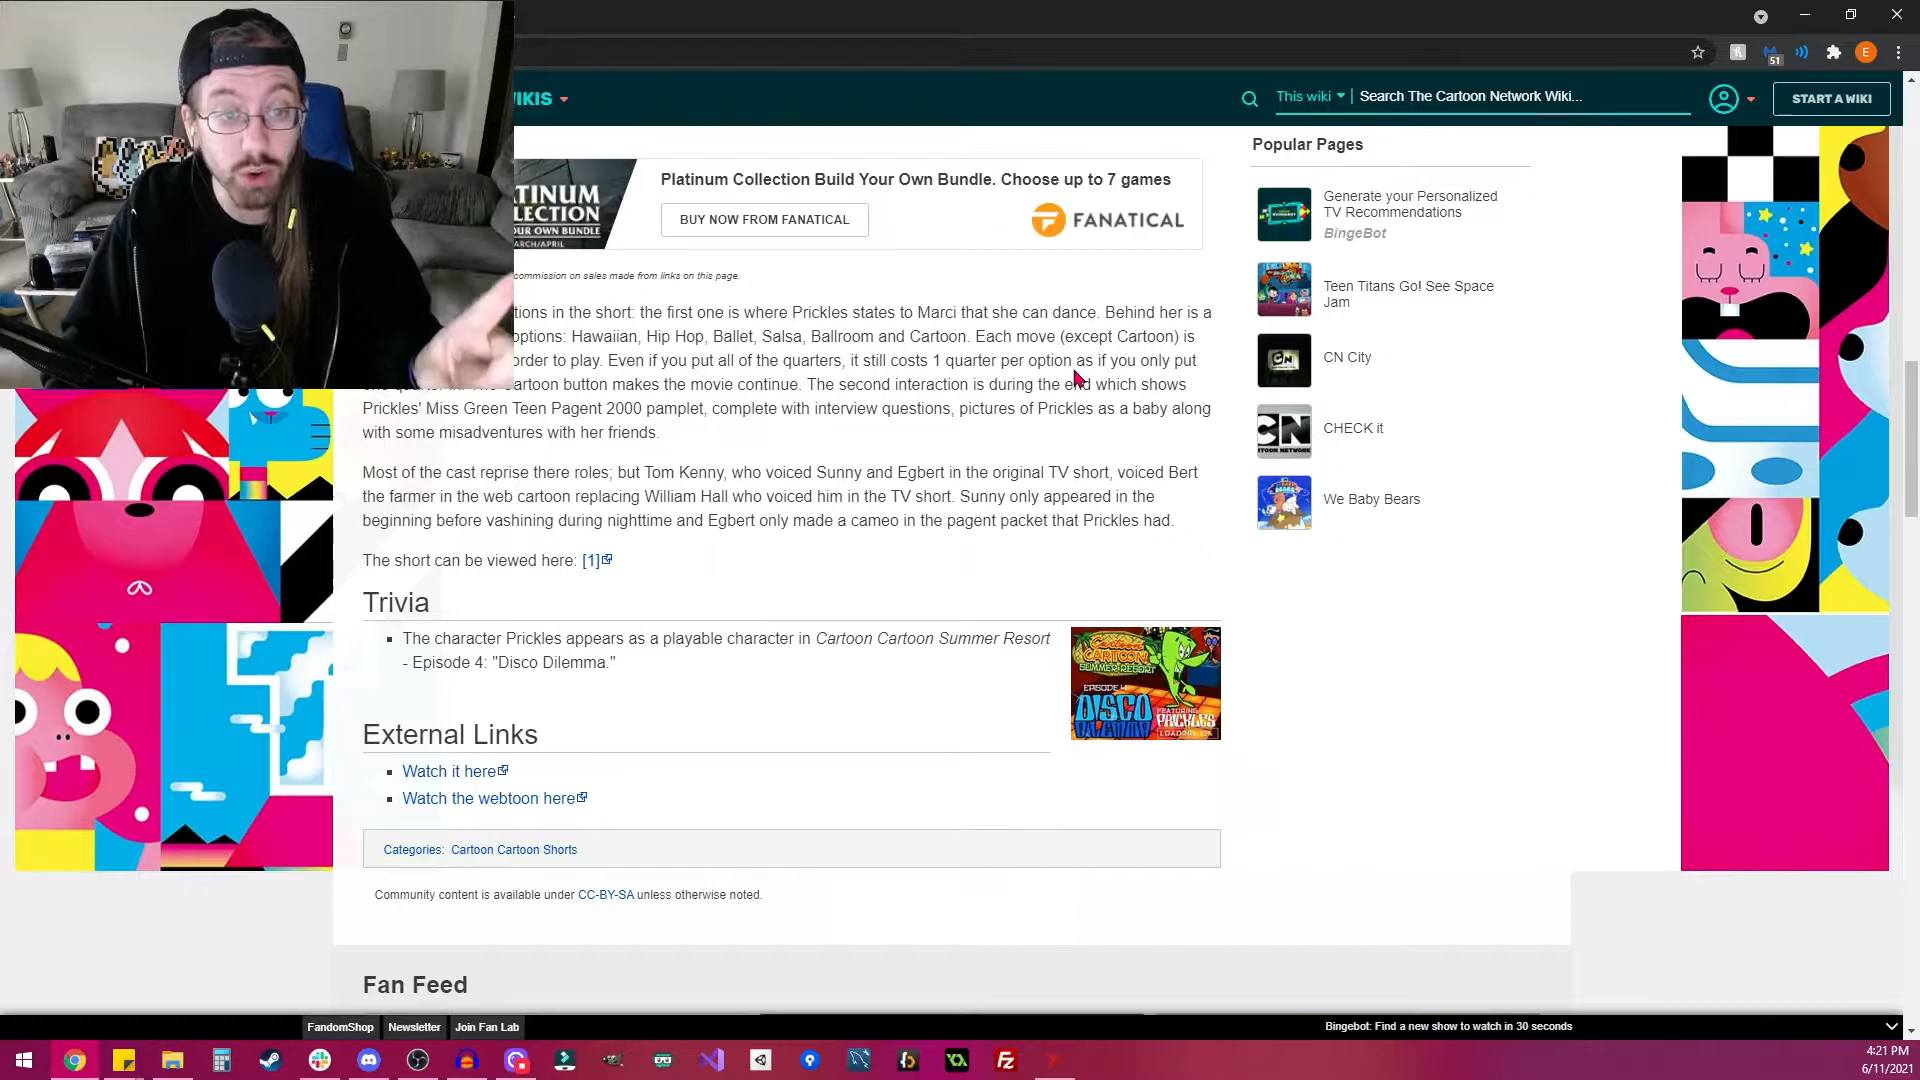 WIKIS
This wiki
Search The Cartoon Network Wiki...
START A WIKI
E
51
Platinum Collection Build Your Own Bundle. Choose up to 7 games
BUY NOW FROM FANATICAL
FANATICAL
commission on sales made from links on this page.
tions in the short: the first one is where Prickles states to Marci that she can dance. Behind her is a
options: Hawaiian, Hip Hop, Ballet, Salsa, Ballroom and Cartoon. Each move (except Cartoon) is
order to play. Even if you put all of the quarters, it still costs 1 quarter per option as if you only put
Cartoon button makes the movie continue. The second interaction is during the end which shows
Prickles' Miss Green Teen Pagent 2000 pamplet, complete with interview questions, pictures of Prickles as a baby along
with some misadventures with her friends.
Most of the cast reprise there roles; but Tom Kenny, who voiced Sunny and Egbert in the original TV short, voiced Bert
the farmer in the web cartoon replacing William Hall who voiced him in the TV short. Sunny only appeared in the
beginning before vashining during nighttime and Egbert only made a cameo in the pagent packet that Prickles had.
The short can be viewed here: [1]
Trivia
The character Prickles appears as a playable character in Cartoon Cartoon Summer Resort
- Episode 4: "Disco Dilemma."
Cartoon
CARTOON
SUMMER RESORT
EPISODE 4
DISCO
DILEMMA
FEATURING
PRICKLES
External Links
Watch it here
Watch the webtoon here
Categories: Cartoon Cartoon Shorts
Community content is available under CC-BY-SA unless otherwise noted.
Fan Feed
Popular Pages
Generate your Personalized
TV Recommendations
BingeBot
Teen Titans Go! See Space
Jam
CN City
CHECK it
We Baby Bears
FandomShop
Newsletter
Join Fan Lab
Bingebot: Find a new show to watch in 30 seconds
4:21 PM
6/11/2021